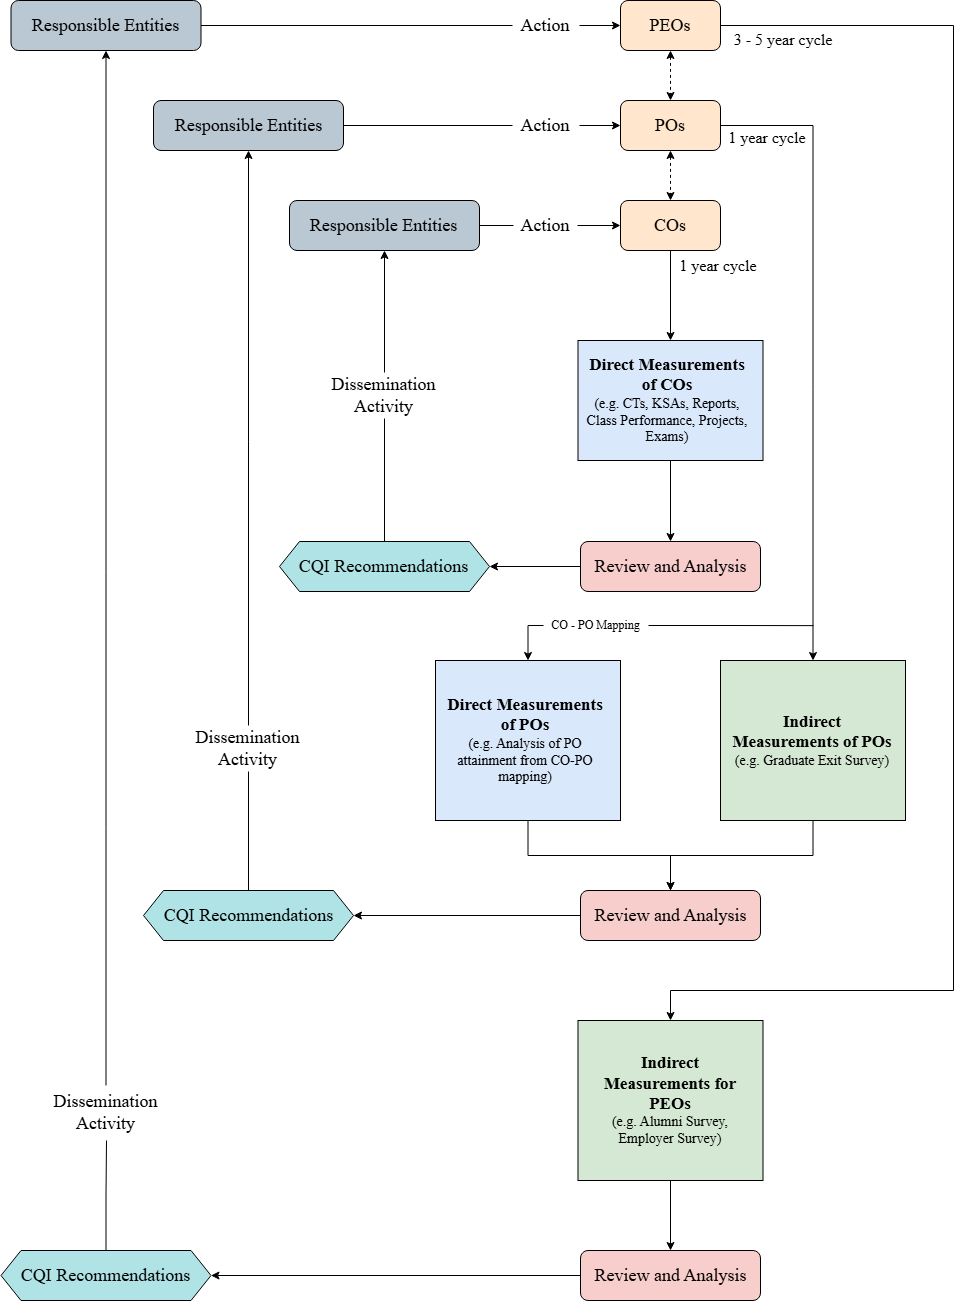 Responsible Entities
Action
PEOs
3 - 5 year cycle
Responsible Entities
Action
POs
1 year cycle
Responsible Entities
Action
COs
1 year cycle
Direct Measurements
of COs
(e.g. CTs, KSAs, Reports,
Class Performance, Projects,
Exams)
Dissemination
Activity
CQI Recommendations
Review and Analysis
CO - PO Mapping
Direct Measurements
of POs
(e.g. Analysis of PO
attainment from CO-PO
mapping)
Indirect
Measurements of POs
(e.g. Graduate Exit Survey)
Dissemination
Activity
CQI Recommendations
Review and Analysis
Indirect
Measurements for
PEOs
(e.g. Alumni Survey,
Employer Survey)
Dissemination
Activity
CQI Recommendations
Review and Analysis